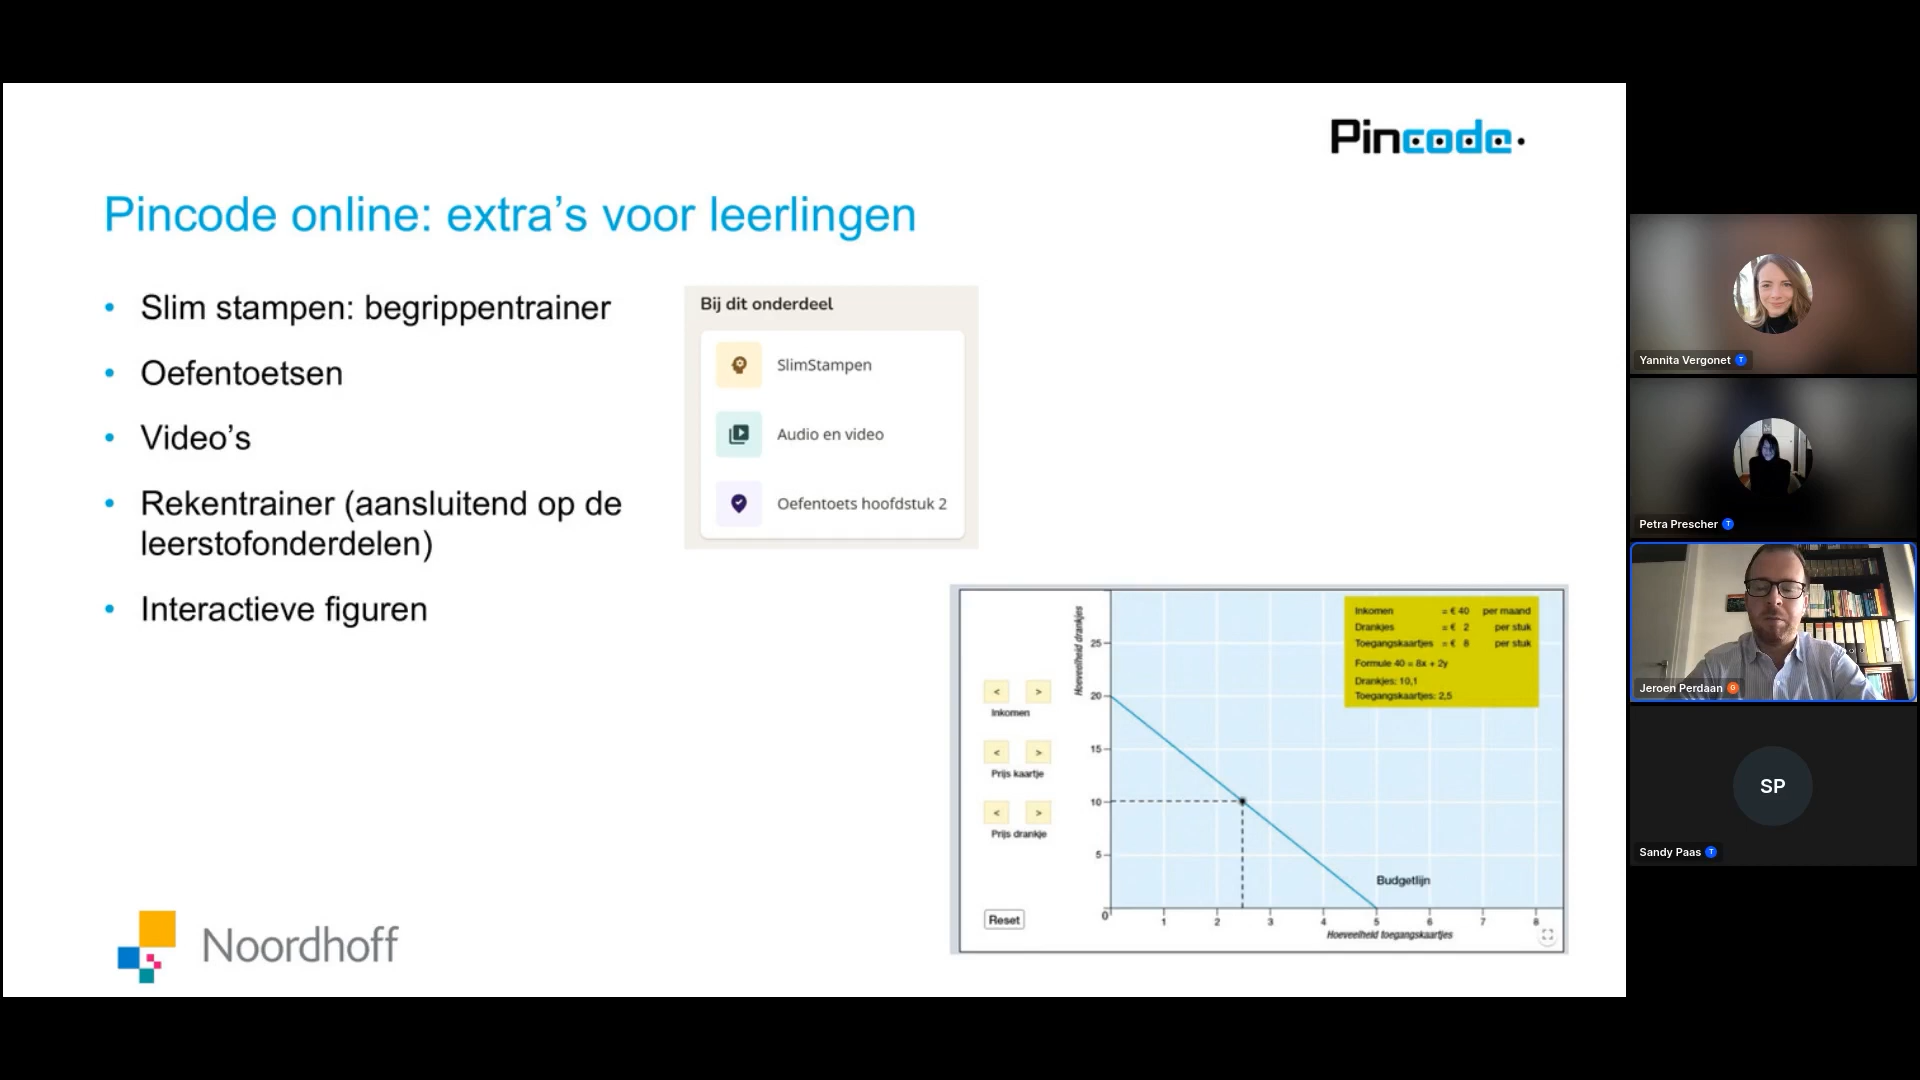 Pincode
Pincode online: extra's voor leerlingen
• Slim stampen: begrippentrainer
• Oefentoetsen
• Video's
• Rekentrainer (aansluitend op de
leerstofonderdelen)
• Interactieve figuren
Bij dit onderdeel
SlimStampen
Audio en video
Oefentoets hoofdstuk 2
< >
Inkomen
< >
Prijs kaartje
< >
Prijs drankje
Reset
Hoeveelheid drankjes
25
20
15
10
5
0
1 2 3 4 5 6 7 8
Hoeveelheid toegangskaartjes
Budgetlijn
Inkomen = € 40 per maand
Drankjes = € 2 per stuk
Toegangskaartjes = € 8 per stuk
Formule 40 = 8x + 2y
Drankjes: 10,1
Toegangskaartjes: 2,5
Noordhoff
Yannita Vergonet T
Petra Prescher T
Jeroen Perdaan O
SP
Sandy Paas T